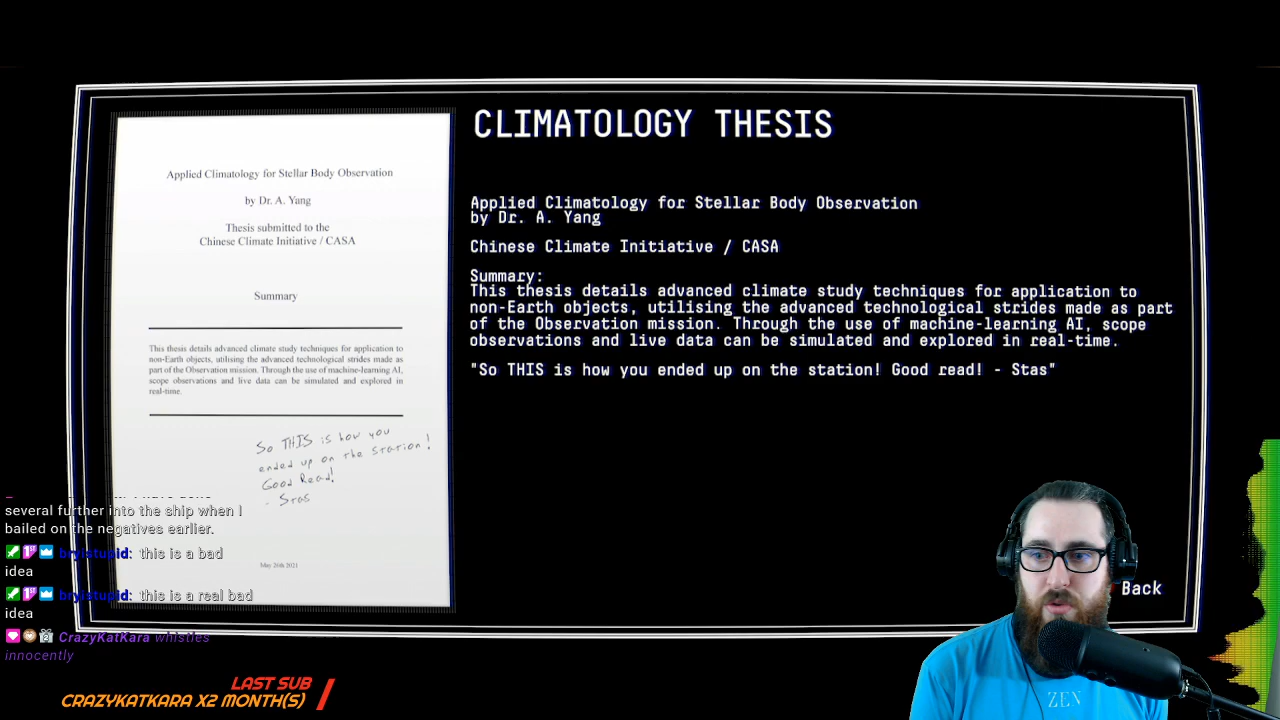 CLIMATOLOGY THESIS
Applied Climatology for Stellar Body Observation
by Dr. A. Yang
Thesis submitted to the
Chinese Climate Initiative / CASA
Summary
This thesis details advanced climate study techniques for application to
non-Earth objects, utilising the advanced technological strides made as
part of the Observation mission. Through the use of machine-learning AI,
scope observations and live data can be simulated and explored in
real-time.
So THIS is how you
ended up on the station!
Good Read!
- Stas
May 26th 2021
Applied Climatology for Stellar Body Observation
by Dr. A. Yang
Chinese Climate Initiative / CASA
Summary:
This thesis details advanced climate study techniques for application to
non-Earth objects, utilising the advanced technological strides made as part
of the Observation mission. Through the use of machine-learning AI, scope
observations and live data can be simulated and explored in real-time.
"So THIS is how you ended up on the station! Good read! - Stas"
Back
several further into the ship when I
bailed on the negatives earlier.
bryistupid: this is a bad
idea
bryistupid: this is a real bad
idea
CrazyKatKara whistles
innocently
LAST SUB
CRAZYKATKARA X2 MONTH(S)
ZEN